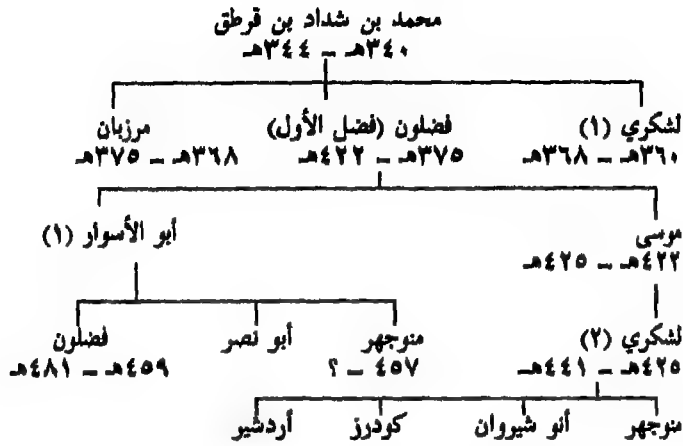 محمد بن شداد بن قرطق
٣٤٠هـ – ٣٤٤هـ
لشكري (١) فضلون (فضل الأول) مرزبان
٣٦٠هـ – ٣٦٨هـ ٣٧٥هـ – ٤٢٢هـ ٣٦٨هـ – ٣٧٥هـ
موسى أبو الأسوار (١)
٤٢٢هـ – ٤٢٥هـ
لشكري (٢) منوجهر أبو نصر فضلون
٤٢٥هـ – ٤٤١هـ ٤٥٧ – ؟ ٤٥٩هـ – ٤٨١هـ
منوجهر أنو شيروان كودرز أردشير